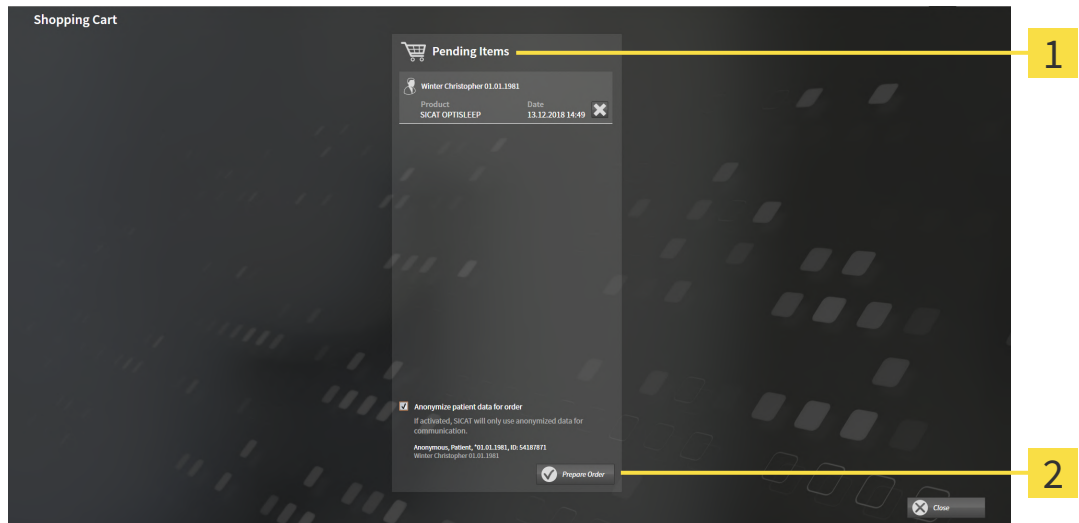 Shopping Cart
Pending Items
1
Winter Christopher 01.01.1981
Product Date
SICAT OPTISLEEP 13.12.2018 14:49
Anonymize patient data for order
If activated, SICAT will only use anonymized data for
communication.
Anonymous, Patient, *01.01.1981, ID: 54187871
Winter Christopher 01.01.1981
Prepare Order
2
Close